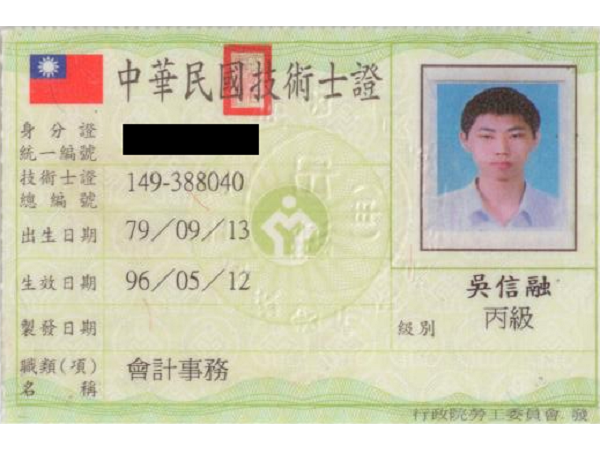 中華民國技術士證
身分證
統一編號
技術士證
總編號 149-388040
出生日期 79/09/13
生效日期 96/05/12
製發日期
職類(項)
名稱 會計事務
吳信融
級別 丙級
行政院勞工委員會 發